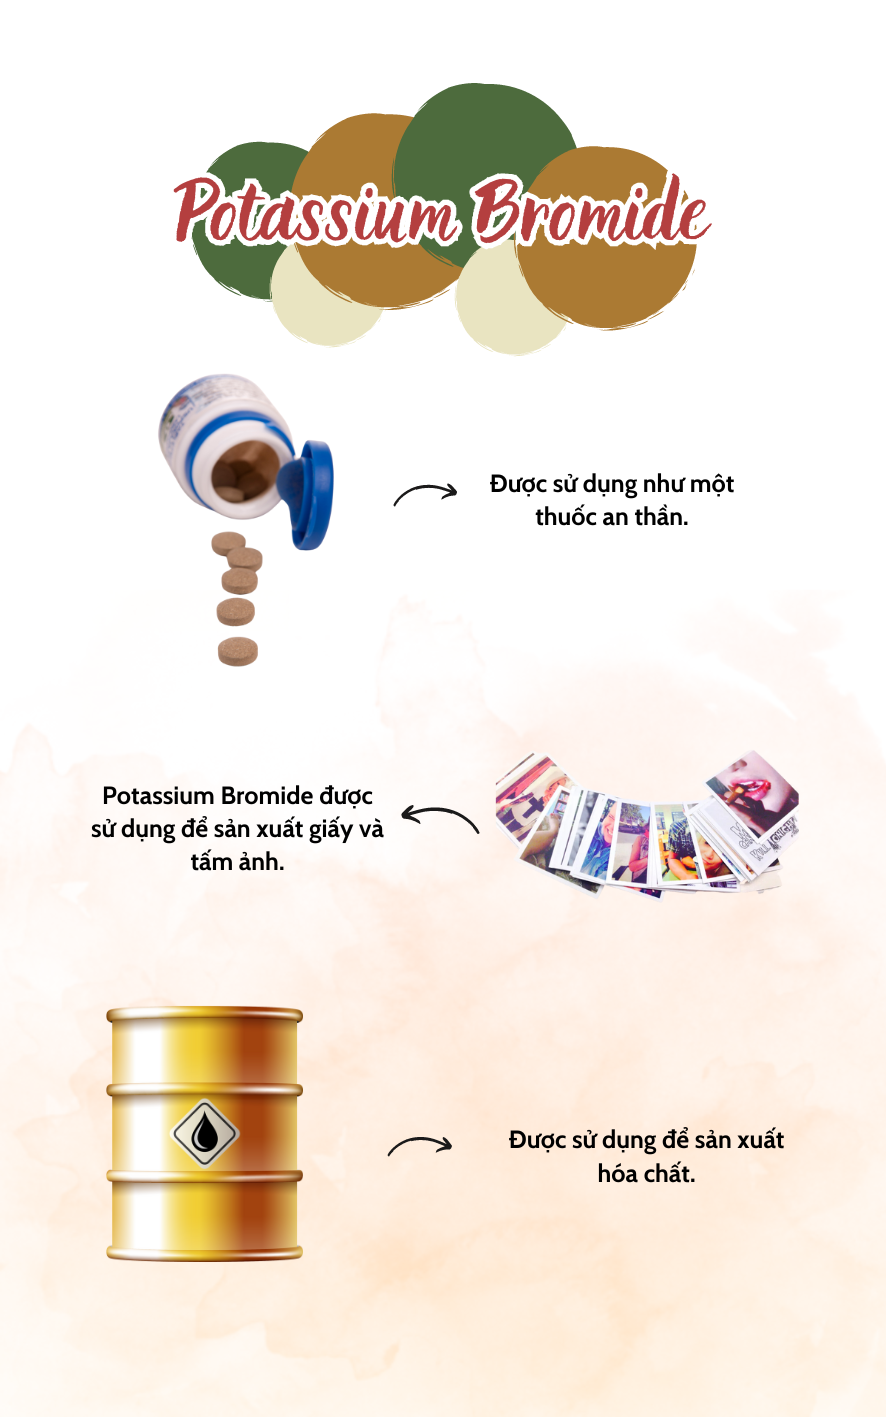 Potassium Bromide
Được sử dụng như một
thuốc an thần.
Potassium Bromide được
sử dụng để sản xuất giấy và
tấm ảnh.
Được sử dụng để sản xuất
hóa chất.